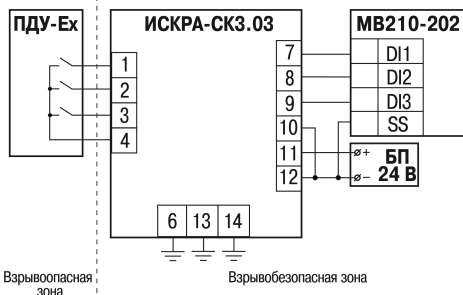 ПДУ-Ex
ИСКРА-СК3.03
МВ210-202
1
2
3
4
7
8
9
10
11
12
6 13 14
DI1
DI2
DI3
SS
+
–
БП
24 В
Взрывоопасная
зона
Взрывобезопасная зона